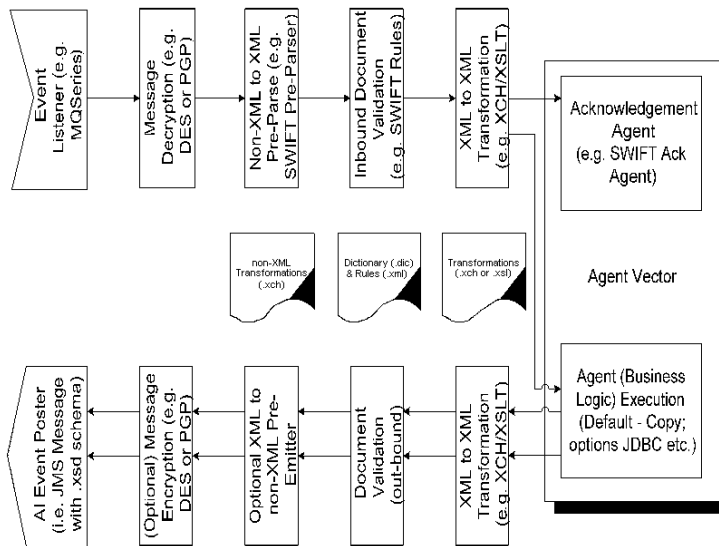 Event
Listener (e.g.
MQSeries)
Message
Decryption (e.g.
DES or PGP)
Non-XML to XML
Pre-Parse (e.g.
SWIFT Pre-Parser)
Inbound Document
Validation
(e.g. SWIFT Rules)
XML to XML
Transformation
(e.g. XCH/XSLT)
Acknowledgement
Agent
(e.g. SWIFT Ack
Agent)
non-XML
Transformations
(.xch)
Dictionary (.dic)
& Rules (.xml)
Transformations
(.xch or .xsl)
Agent Vector
AI Event Poster
(i.e. JMS Message
with .xsd schema)
(Optional) Message
Encryption (e.g.
DES or PGP)
Optional XML to
non-XML Pre-
Emitter
Document
Validation
(out-bound)
XML to XML
Transformation
(e.g. XCH/XSLT)
Agent (Business
Logic) Execution
(Default - Copy;
options JDBC etc.)